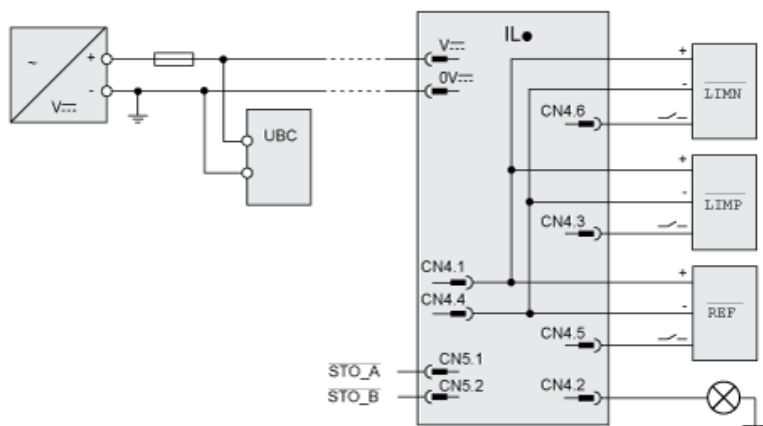 IL●
~
+
-
V⎓
UBC
V⎓
0V⎓
CN4.6
CN4.3
CN4.1
CN4.4
CN4.5
CN5.1
CN5.2
CN4.2
STO_A
STO_B
+
-
LIMN
+
-
LIMP
+
-
REF